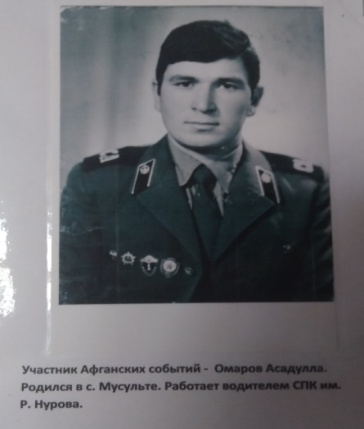 Участник Афганских событий - Омаров Асадулла.
Родился в с. Мусульте. Работает водителем СПК им.
Р. Нурова.